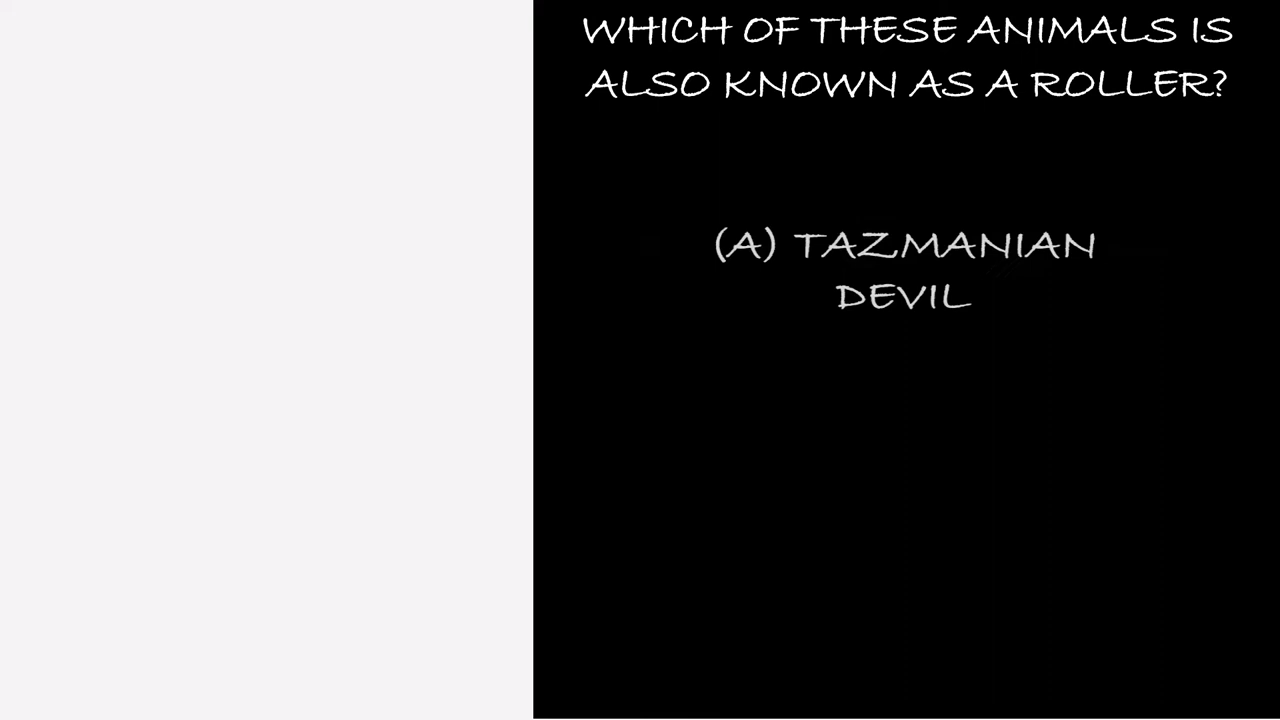 WHICH OF THESE ANIMALS IS
ALSO KNOWN AS A ROLLER?
(A) TAZMANIAN
DEVIL